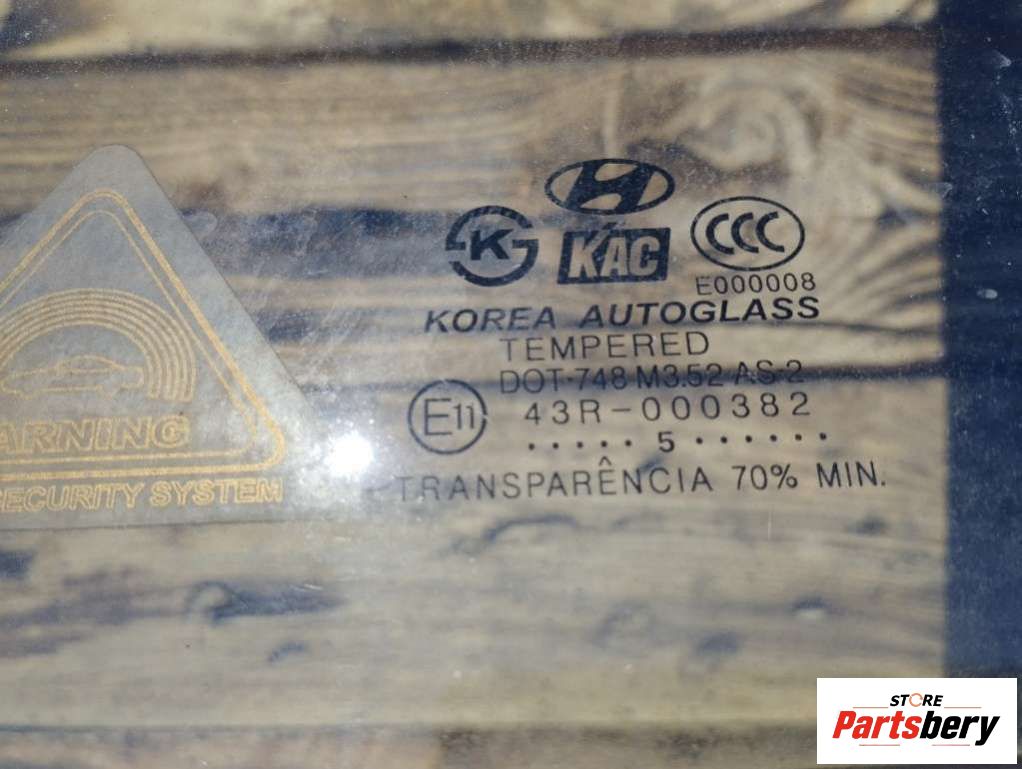 K
KAC
CCC
E000008
KOREA AUTOGLASS
TEMPERED
DOT-748 M3.52 AS-2
E11
43R-000382
..... 5 ......
TRANSPARÊNCIA 70% MIN.
ARNING
SECURITY SYSTEM
STORE
Partsbery